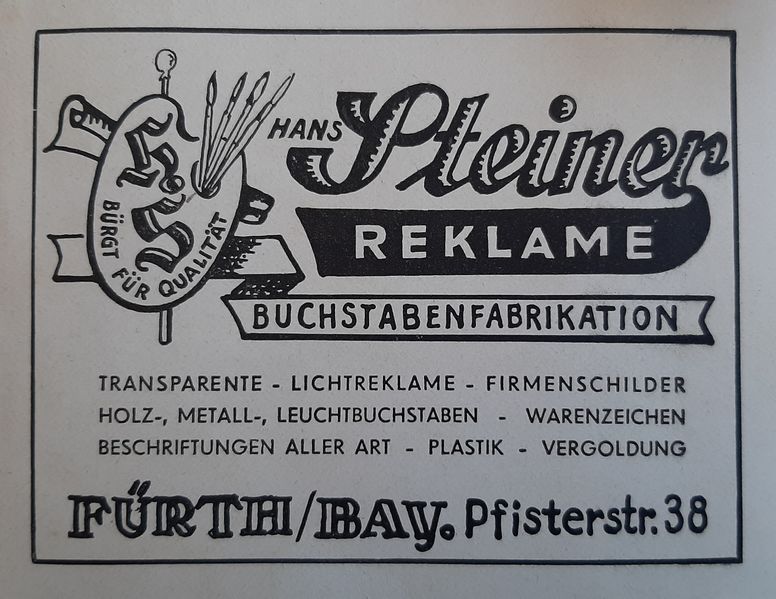 BÜRGT FÜR QUALITÄT
HANS Steiner
REKLAME
BUCHSTABENFABRIKATION
TRANSPARENTE - LICHTREKLAME - FIRMENSCHILDER
HOLZ-, METALL-, LEUCHTBUCHSTABEN - WARENZEICHEN
BESCHRIFTUNGEN ALLER ART - PLASTIK - VERGOLDUNG
FÜRTH/BAY. Pfisterstr. 38